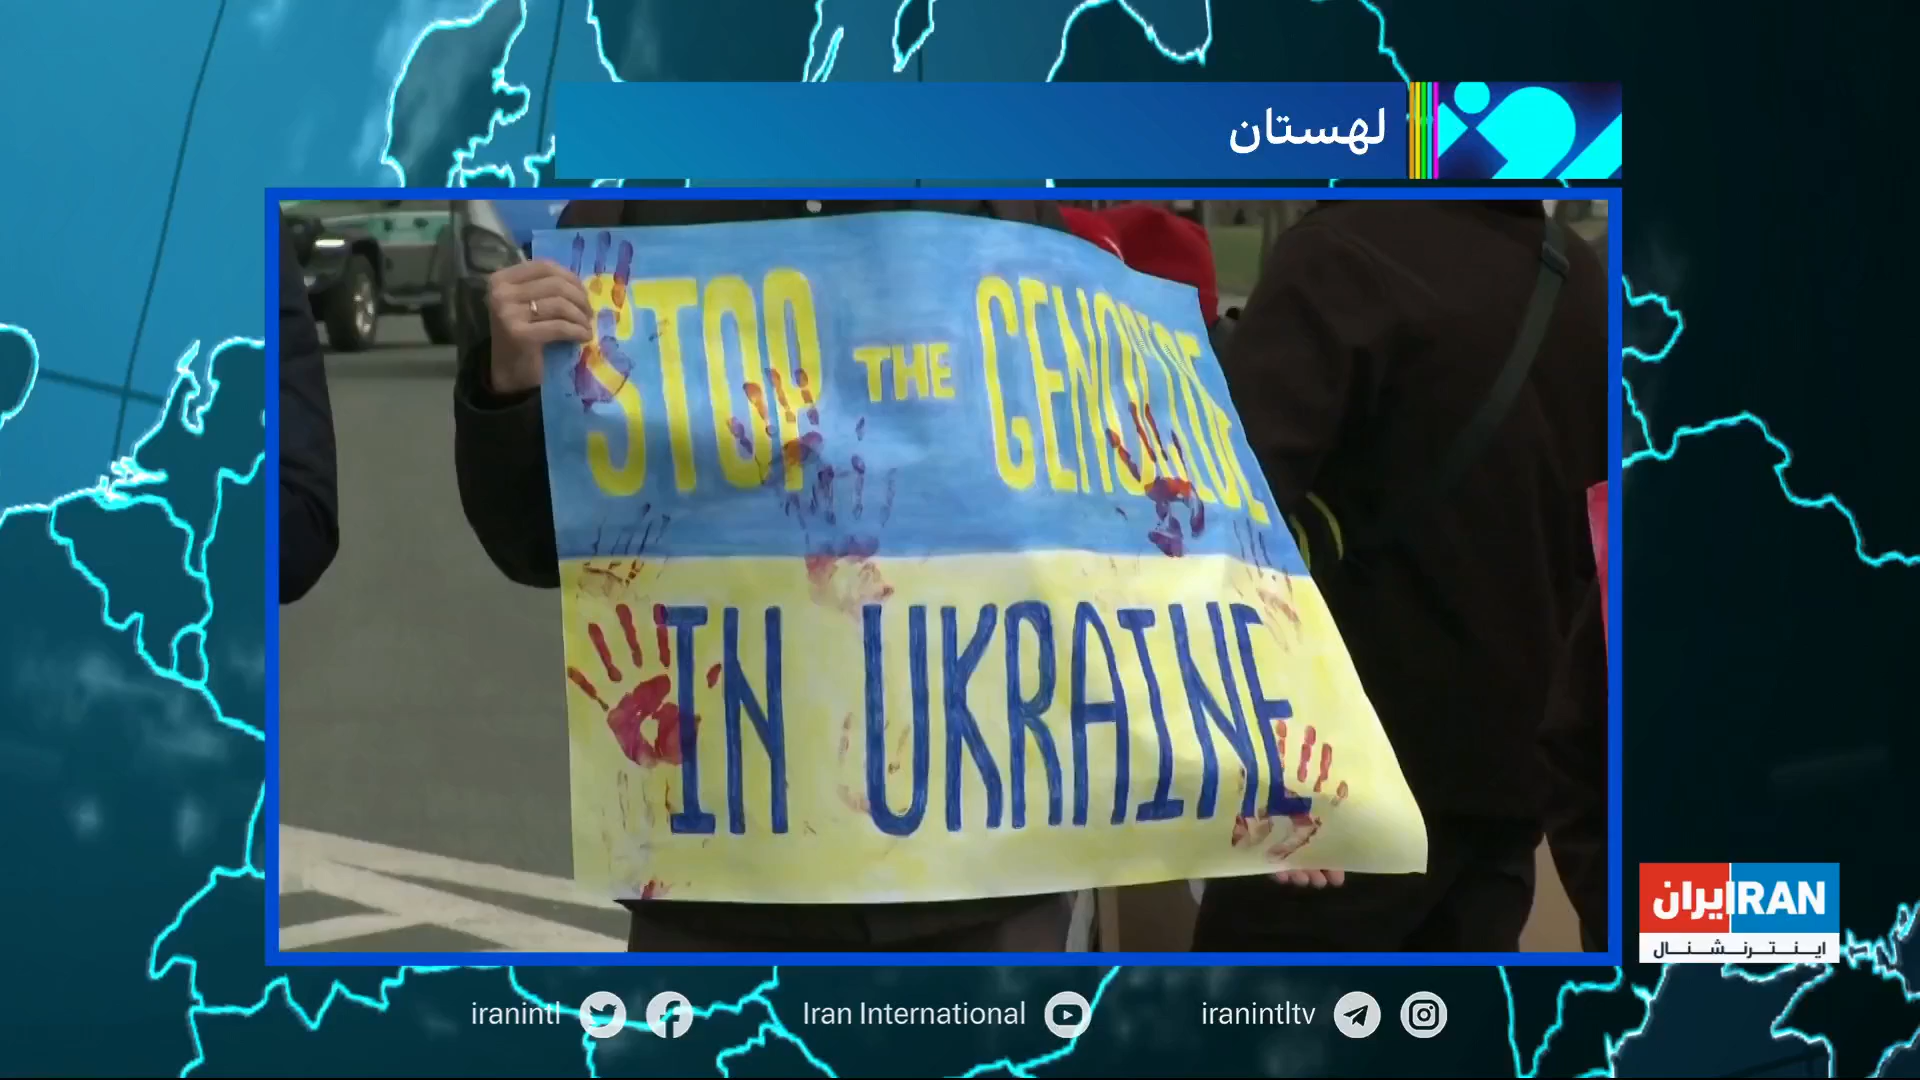 لهستان
STOP THE GENOCIDE
IN UKRAINE
ایران IRAN
اینترنشنال
iranintl
Iran International
iranintltv